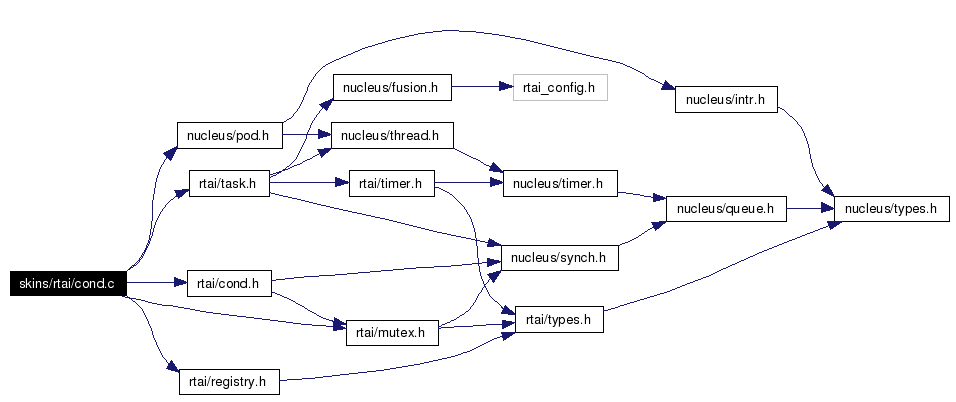 nucleus/fusion.h
rtai_config.h
nucleus/intr.h
nucleus/pod.h
nucleus/thread.h
rtai/task.h
rtai/timer.h
nucleus/timer.h
nucleus/queue.h
nucleus/types.h
nucleus/synch.h
skins/rtai/cond.c
rtai/cond.h
rtai/types.h
rtai/mutex.h
rtai/registry.h